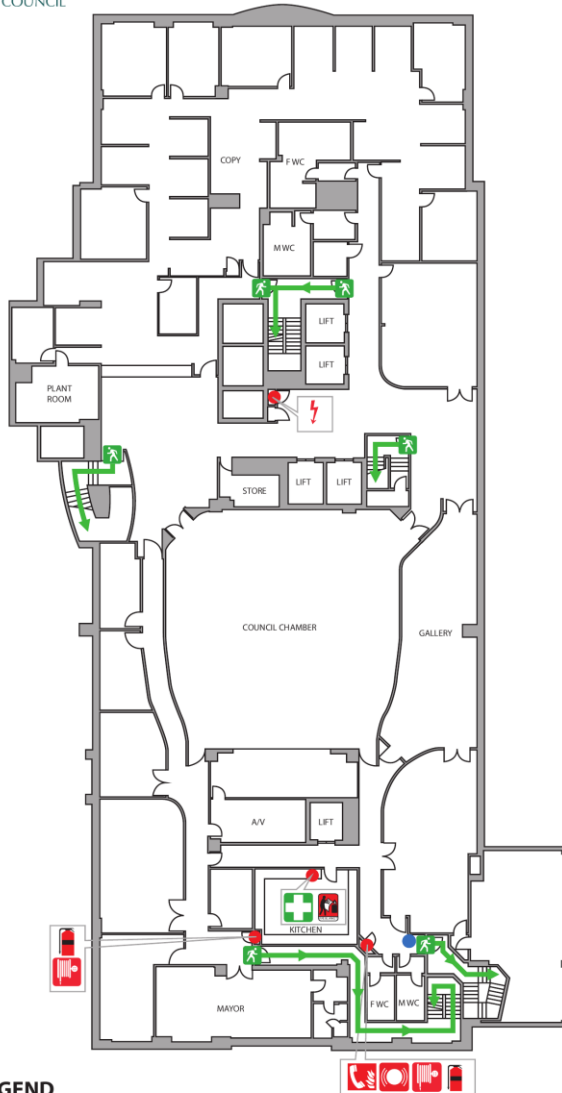 COUNCIL
COPY
F WC
M WC
LIFT
LIFT
PLANT
ROOM
STORE
LIFT
LIFT
COUNCIL CHAMBER
GALLERY
A/V
LIFT
KITCHEN
MAYOR
F WC
M WC
GEND